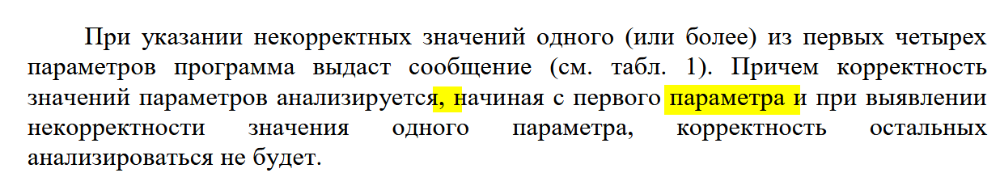 При указании некорректных значений одного (или более) из первых четырех
параметров программа выдаст сообщение (см. табл. 1). Причем корректность
значений параметров анализируется, начиная с первого параметра и при выявлении
некорректности значения одного параметра, корректность остальных
анализироваться не будет.